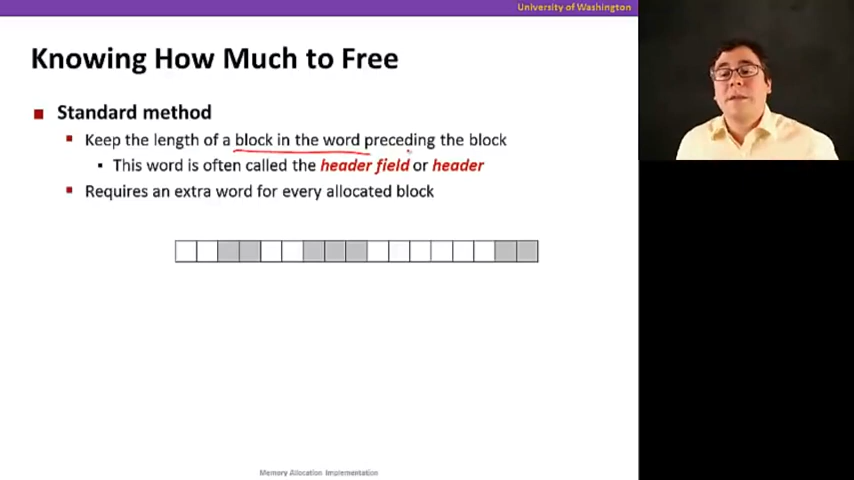 University of Washington
Knowing How Much to Free
Standard method
Keep the length of a block in the word preceding the block
This word is often called the header field or header
Requires an extra word for every allocated block
Memory Allocation Implementation